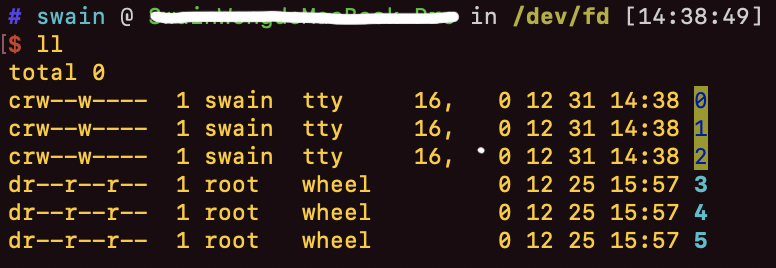 # swain @ in /dev/fd [14:38:49]
[$ ll
total 0
crw--w---- 1 swain tty 16, 0 12 31 14:38 0
crw--w---- 1 swain tty 16, 0 12 31 14:38 1
crw--w---- 1 swain tty 16, 0 12 31 14:38 2
dr--r--r-- 1 root wheel 0 12 25 15:57 3
dr--r--r-- 1 root wheel 0 12 25 15:57 4
dr--r--r-- 1 root wheel 0 12 25 15:57 5